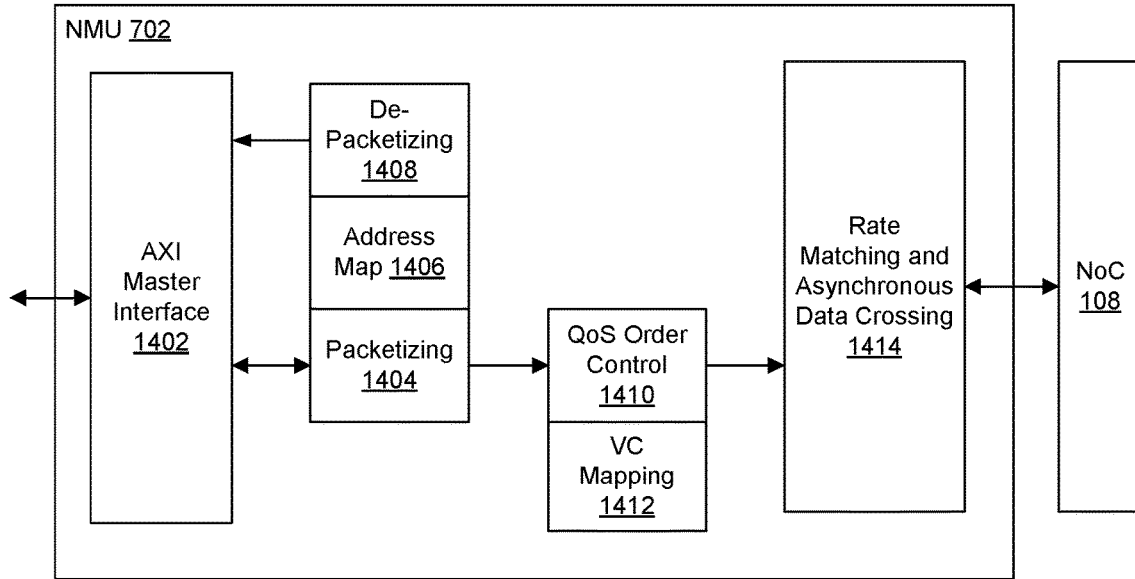 NMU 702
AXI
Master
Interface
1402
De-
Packetizing
1408
Address
Map 1406
Packetizing
1404
QoS Order
Control
1410
VC
Mapping
1412
Rate
Matching and
Asynchronous
Data Crossing
1414
NoC
108